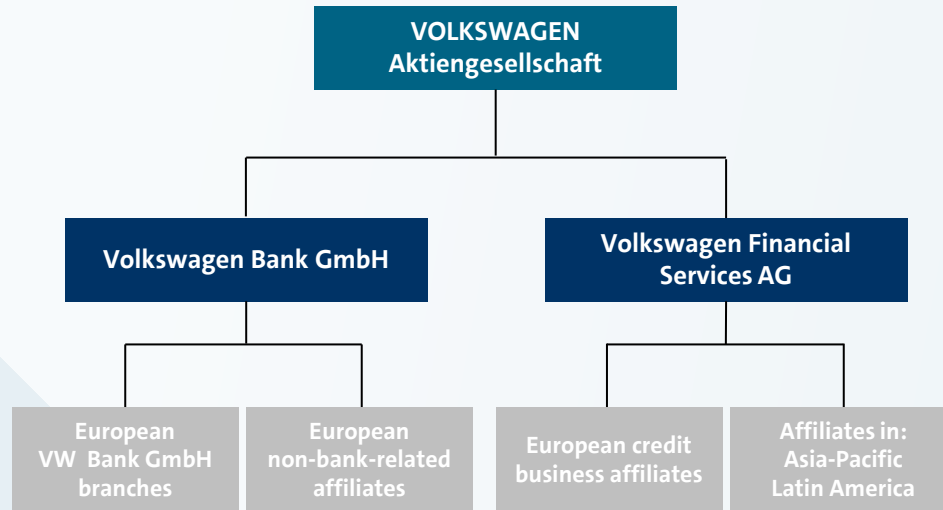 VOLKSWAGEN
Aktiengesellschaft
Volkswagen Bank GmbH
Volkswagen Financial
Services AG
European
VW Bank GmbH
branches
European
non-bank-related
affiliates
European credit
business affiliates
Affiliates in:
Asia-Pacific
Latin America